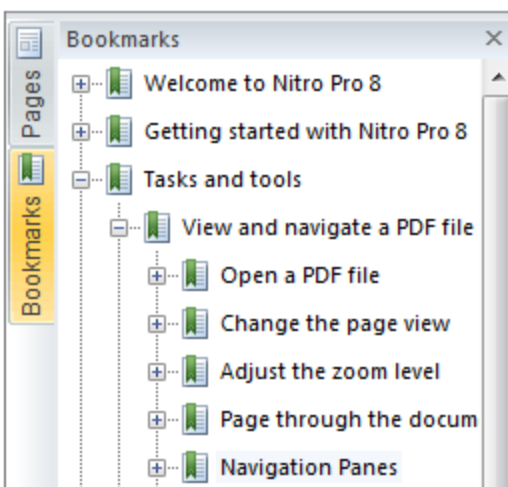 Bookmarks
Pages
Bookmarks
Welcome to Nitro Pro 8
Getting started with Nitro Pro 8
Tasks and tools
View and navigate a PDF file
Open a PDF file
Change the page view
Adjust the zoom level
Page through the docum
Navigation Panes